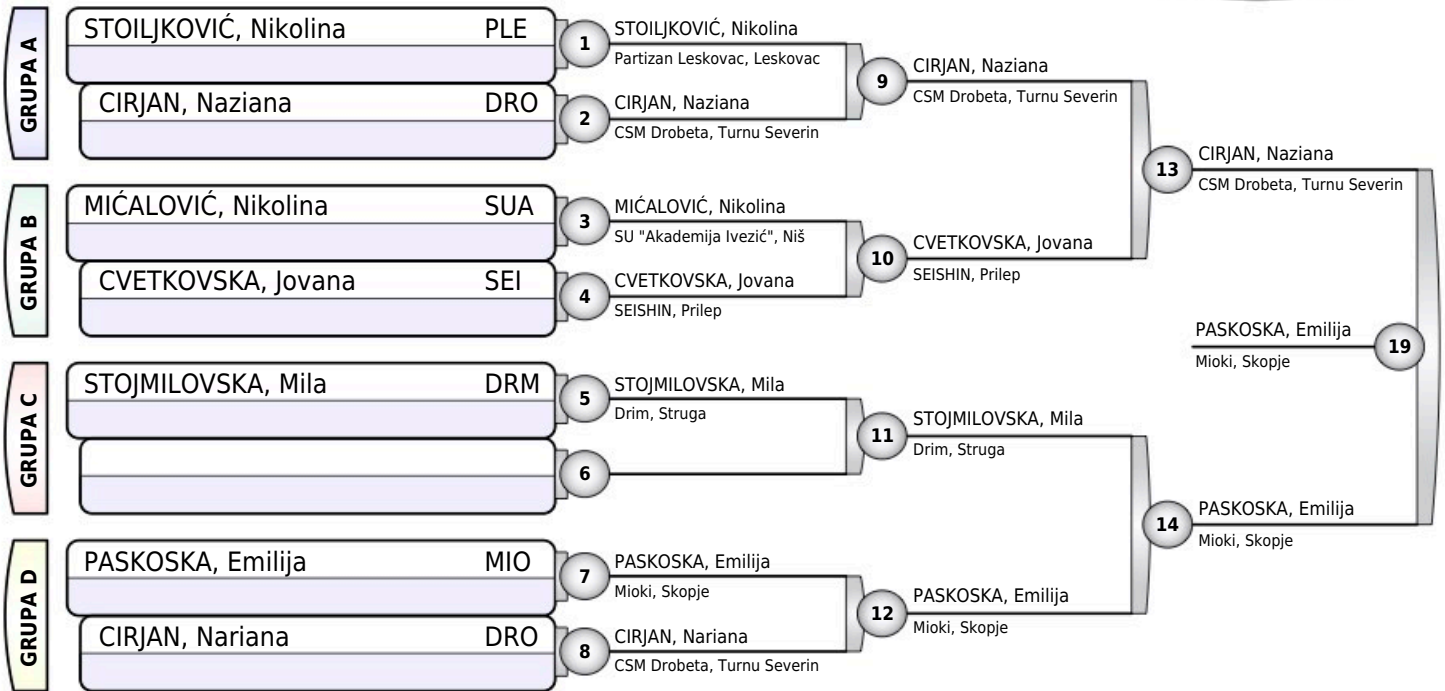 GRUPA A
STOILJKOVIĆ, Nikolina PLE
CIRJAN, Naziana DRO
1
STOILJKOVIĆ, Nikolina
Partizan Leskovac, Leskovac
2
CIRJAN, Naziana
CSM Drobeta, Turnu Severin
9
CIRJAN, Naziana
CSM Drobeta, Turnu Severin
GRUPA B
MIĆALOVIĆ, Nikolina SUA
CVETKOVSKA, Jovana SEI
3
MIĆALOVIĆ, Nikolina
SU "Akademija Ivezić", Niš
4
CVETKOVSKA, Jovana
SEISHIN, Prilep
10
CVETKOVSKA, Jovana
SEISHIN, Prilep
13
CIRJAN, Naziana
CSM Drobeta, Turnu Severin
GRUPA C
STOJMILOVSKA, Mila DRM
5
STOJMILOVSKA, Mila
Drim, Struga
6
11
STOJMILOVSKA, Mila
Drim, Struga
GRUPA D
PASKOSKA, Emilija MIO
CIRJAN, Nariana DRO
7
PASKOSKA, Emilija
Mioki, Skopje
8
CIRJAN, Nariana
CSM Drobeta, Turnu Severin
12
PASKOSKA, Emilija
Mioki, Skopje
14
PASKOSKA, Emilija
Mioki, Skopje
PASKOSKA, Emilija
Mioki, Skopje
19